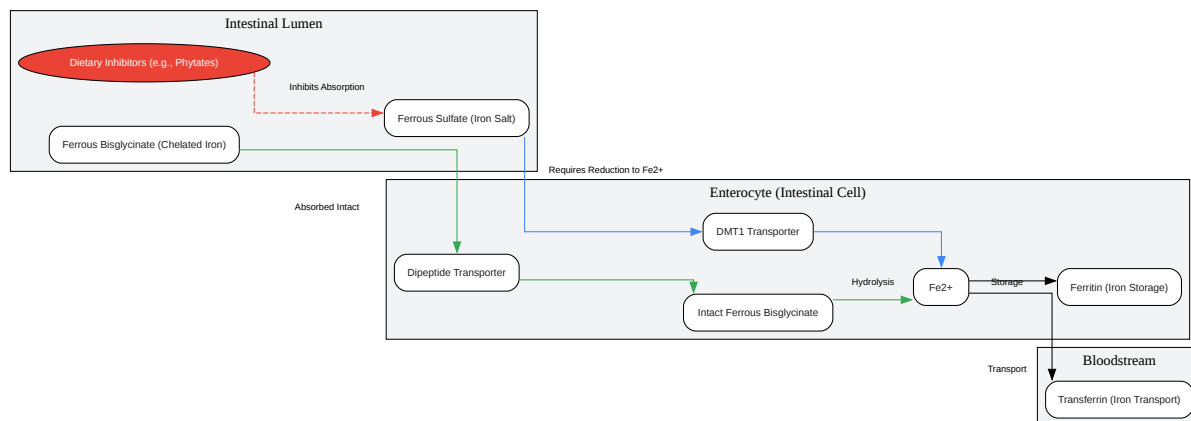 Intestinal Lumen
Dietary Inhibitors (e.g., Phytates)
Inhibits Absorption
Ferrous Sulfate (Iron Salt)
Ferrous Bisglycinate (Chelated Iron)
Requires Reduction to Fe2+
Absorbed Intact
Enterocyte (Intestinal Cell)
DMT1 Transporter
Dipeptide Transporter
Intact Ferrous Bisglycinate
Hydrolysis
Fe2+
Storage
Ferritin (Iron Storage)
Transport
Bloodstream
Transferrin (Iron Transport)